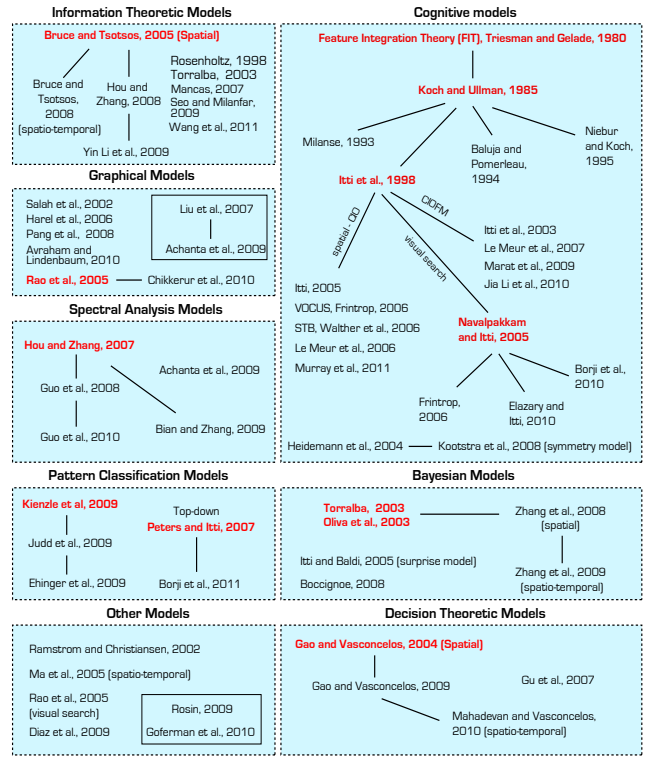 Information Theoretic Models
Bruce and Tsotsos, 2005 (Spatial)
Bruce and
Tsotsos,
2008
(spatio-temporal)
Hou and
Zhang, 2008
Rosenholtz, 1998
Torralba, 2003
Mancas, 2007
Seo and Milanfar,
2009
Wang et al., 2011
Yin Li et al., 2009
Graphical Models
Salah et al., 2002
Harel et al., 2006
Pang et al., 2008
Avraham and
Lindenbaum, 2010
Liu et al., 2007
Achanta et al., 2009
Rao et al., 2005
Chikkerur et al., 2010
Spectral Analysis Models
Hou and Zhang, 2007
Achanta et al., 2009
Guo et al., 2008
Bian and Zhang, 2009
Guo et al., 2010
Cognitive models
Feature Integration Theory (FIT), Triesman and Gelade, 1980
Koch and Ullman, 1985
Milanse, 1993
Baluja and
Pomerleau,
1994
Niebur
and Koch,
1995
Itti et al., 1998
spatial - CIO
visual search
CIOFM
Itti et al., 2003
Le Meur et al., 2007
Marat et al., 2009
Jia Li et al., 2010
Itti, 2005
VOCUS, Frintrop, 2006
STB, Walther et al., 2006
Le Meur et al., 2006
Murray et al., 2011
Navalpakkam
and Itti, 2005
Frintrop,
2006
Elazary and
Itti, 2010
Borji et al.,
2010
Heidemann et al., 2004
Kootstra et al., 2008 (symmetry model)
Pattern Classification Models
Kienzle et al, 2009
Judd et al., 2009
Ehinger et al., 2009
Top-down
Peters and Itti, 2007
Borji et al., 2011
Bayesian Models
Torralba, 2003
Oliva et al., 2003
Zhang et al., 2008
(spatial)
Itti and Baldi, 2005 (surprise model)
Boccignoe, 2008
Zhang et al., 2009
(spatio-temporal)
Other Models
Ramstrom and Christiansen, 2002
Ma et al., 2005 (spatio-temporal)
Rao et al., 2005
(visual search)
Diaz et al., 2009
Rosin, 2009
Goferman et al., 2010
Decision Theoretic Models
Gao and Vasconcelos, 2004 (Spatial)
Gao and Vasconcelos, 2009
Gu et al., 2007
Mahadevan and Vasconcelos,
2010 (spatio-temporal)